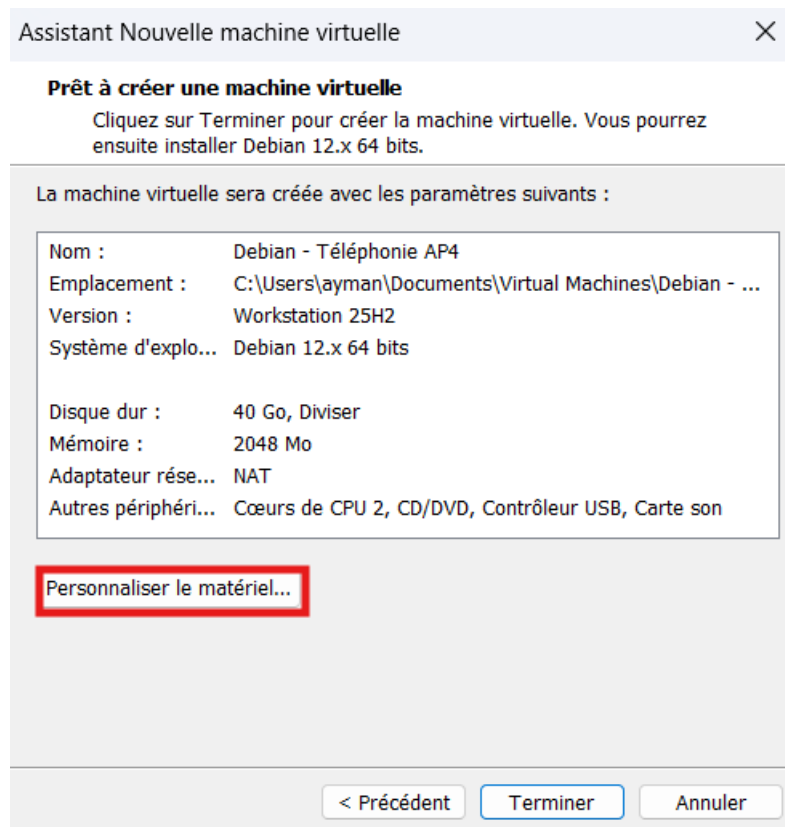 Assistant Nouvelle machine virtuelle
Prêt à créer une machine virtuelle
Cliquez sur Terminer pour créer la machine virtuelle. Vous pourrez
ensuite installer Debian 12.x 64 bits.
La machine virtuelle sera créée avec les paramètres suivants :
Nom : Debian - Téléphonie AP4
Emplacement : C:\Users\ayman\Documents\Virtual Machines\Debian - ...
Version : Workstation 25H2
Système d'explo... Debian 12.x 64 bits
Disque dur : 40 Go, Diviser
Mémoire : 2048 Mo
Adaptateur rése... NAT
Autres périphéri... Cœurs de CPU 2, CD/DVD, Contrôleur USB, Carte son
Personnaliser le matériel...
< Précédent Terminer Annuler